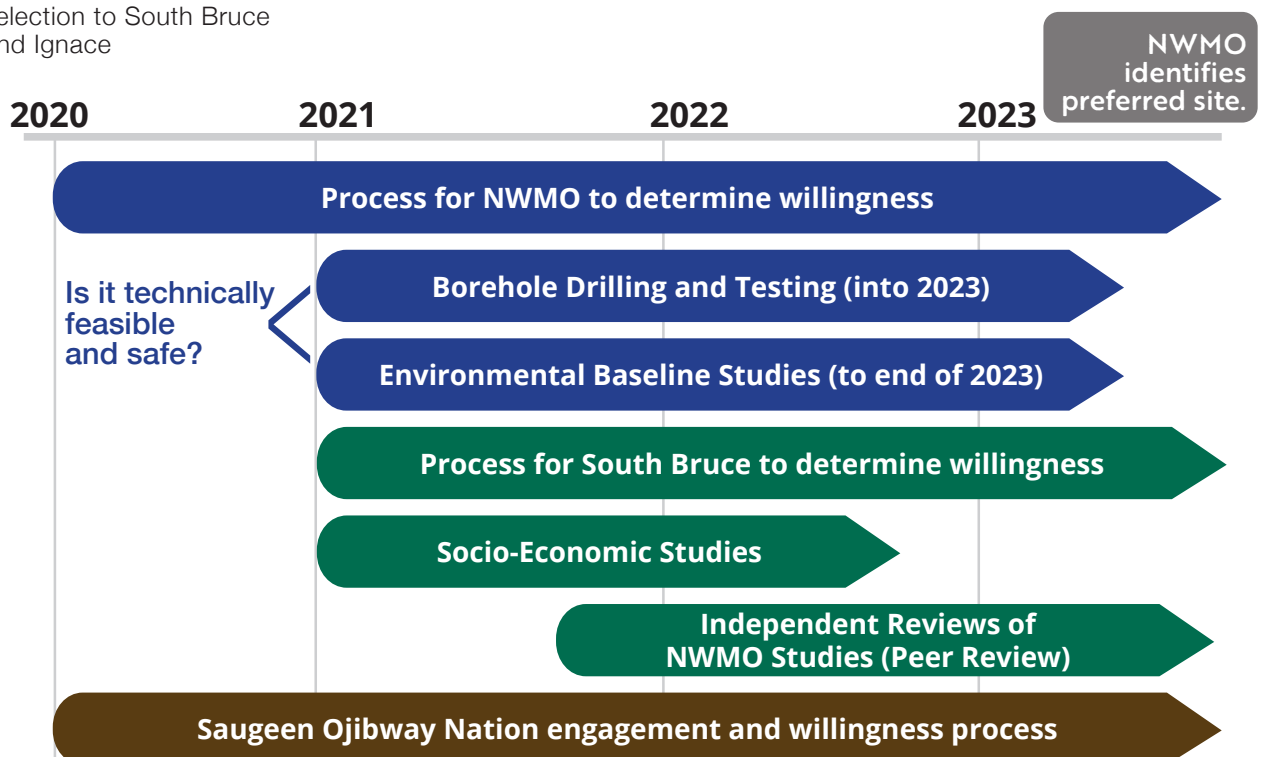 election to South Bruce
nd Ignace
NWMO
identifies
preferred site.
2020 2021 2022 2023
Process for NWMO to determine willingness
Is it technically
feasible
and safe?
Borehole Drilling and Testing (into 2023)
Environmental Baseline Studies (to end of 2023)
Process for South Bruce to determine willingness
Socio-Economic Studies
Independent Reviews of
NWMO Studies (Peer Review)
Saugeen Ojibway Nation engagement and willingness process